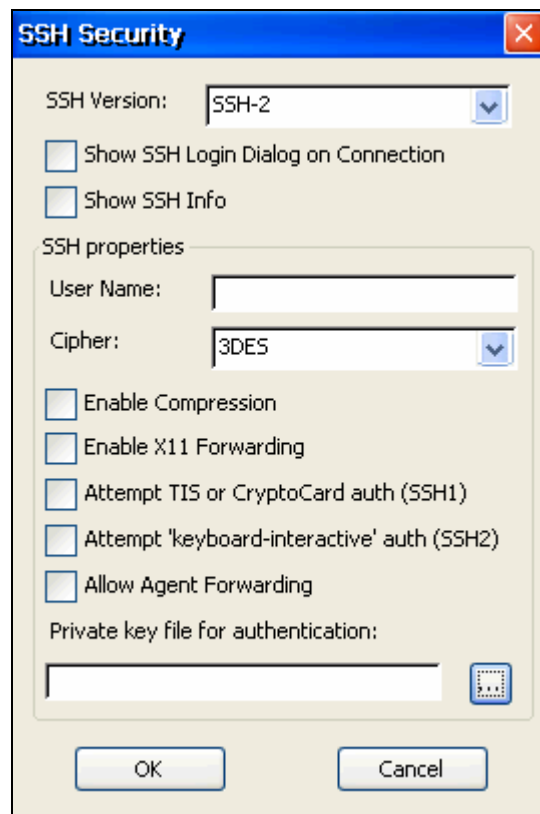 SSH Security
SSH Version: SSH-2
Show SSH Login Dialog on Connection
Show SSH Info
SSH properties
User Name:
Cipher: 3DES
Enable Compression
Enable X11 Forwarding
Attempt TIS or CryptoCard auth (SSH1)
Attempt 'keyboard-interactive' auth (SSH2)
Allow Agent Forwarding
Private key file for authentication:
...
OK Cancel